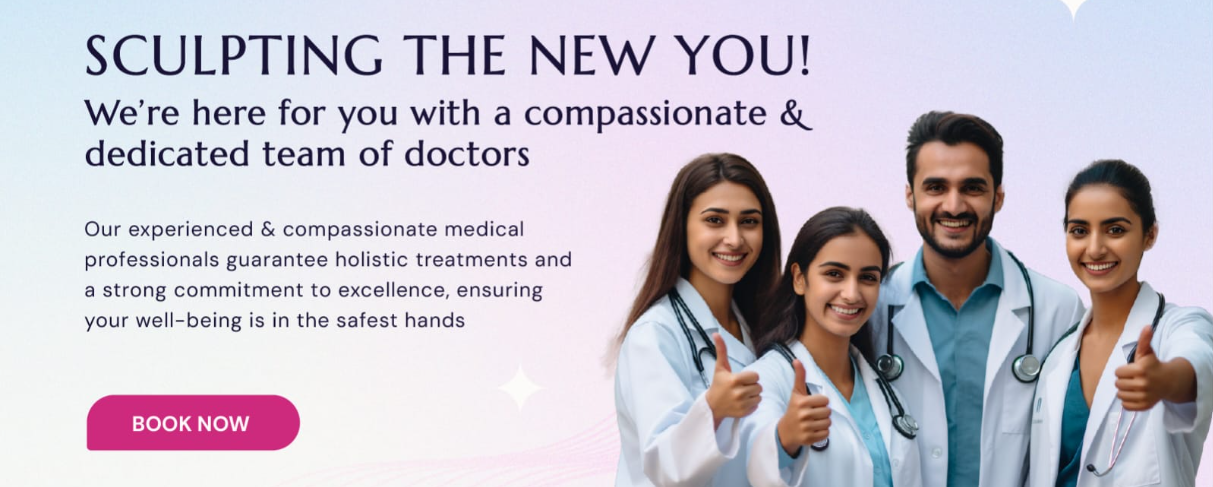 SCULPTING THE NEW YOU!
We're here for you with a compassionate &
dedicated team of doctors
Our experienced & compassionate medical
professionals guarantee holistic treatments and
a strong commitment to excellence, ensuring
your well-being is in the safest hands
BOOK NOW